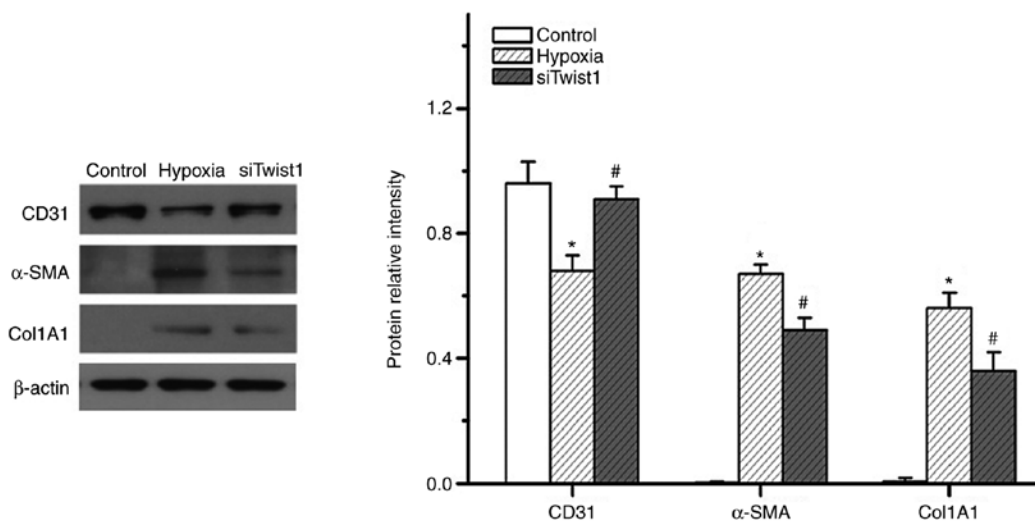 Control Hypoxia siTwist1
CD31
α-SMA
Col1A1
β-actin
Control
Hypoxia
siTwist1
Protein relative intensity
1.2
0.8
0.4
0.0
*
#
*
#
*
#
CD31 α-SMA Col1A1